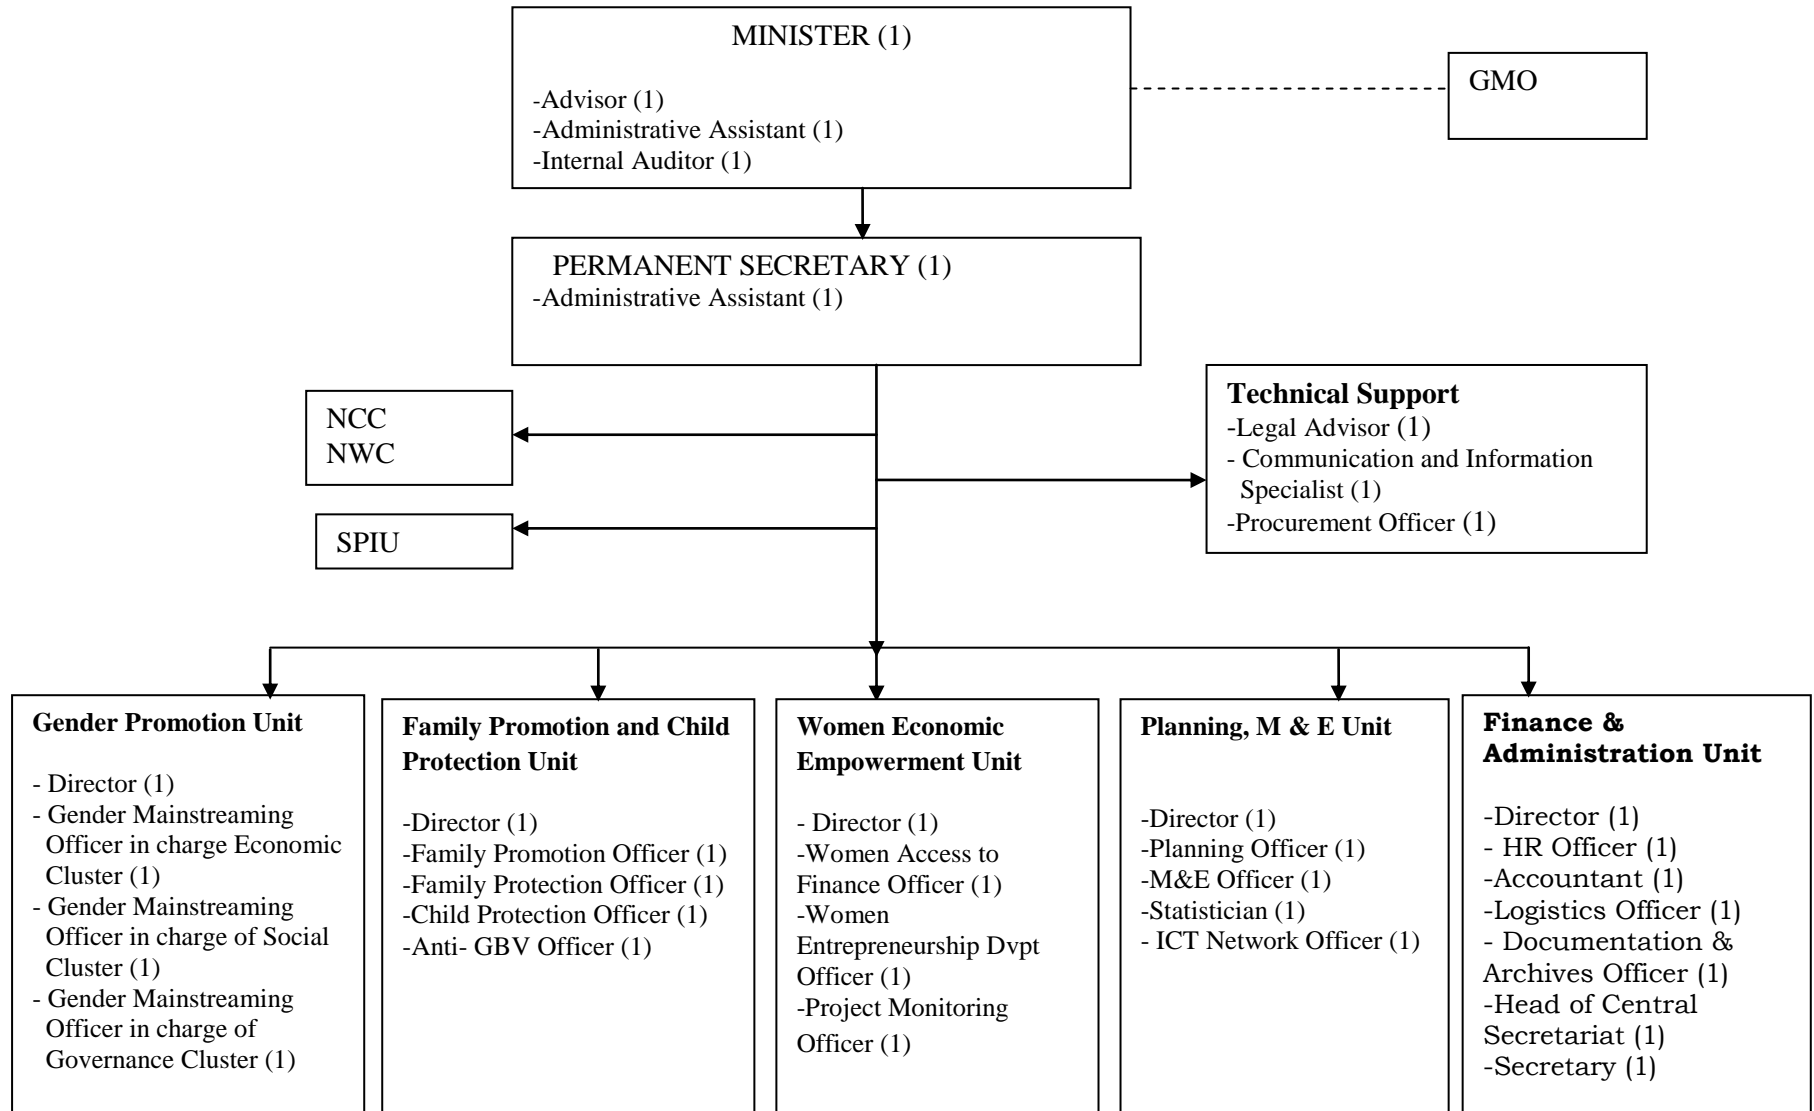 MINISTER (1)
-Advisor (1)
-Administrative Assistant (1)
-Internal Auditor (1)
GMO
PERMANENT SECRETARY (1)
-Administrative Assistant (1)
NCC
NWC
Technical Support
-Legal Advisor (1)
- Communication and Information
Specialist (1)
-Procurement Officer (1)
SPIU
Gender Promotion Unit
- Director (1)
- Gender Mainstreaming
Officer in charge Economic
Cluster (1)
- Gender Mainstreaming
Officer in charge of Social
Cluster (1)
- Gender Mainstreaming
Officer in charge of
Governance Cluster (1)
Family Promotion and Child
Protection Unit
-Director (1)
-Family Promotion Officer (1)
-Family Protection Officer (1)
-Child Protection Officer (1)
-Anti- GBV Officer (1)
Women Economic
Empowerment Unit
- Director (1)
-Women Access to
Finance Officer (1)
-Women
Entrepreneurship Dvpt
Officer (1)
-Project Monitoring
Officer (1)
Planning, M & E Unit
-Director (1)
-Planning Officer (1)
-M&E Officer (1)
-Statistician (1)
- ICT Network Officer (1)
Finance &
Administration Unit
-Director (1)
- HR Officer (1)
-Accountant (1)
-Logistics Officer (1)
- Documentation &
Archives Officer (1)
-Head of Central
Secretariat (1)
-Secretary (1)